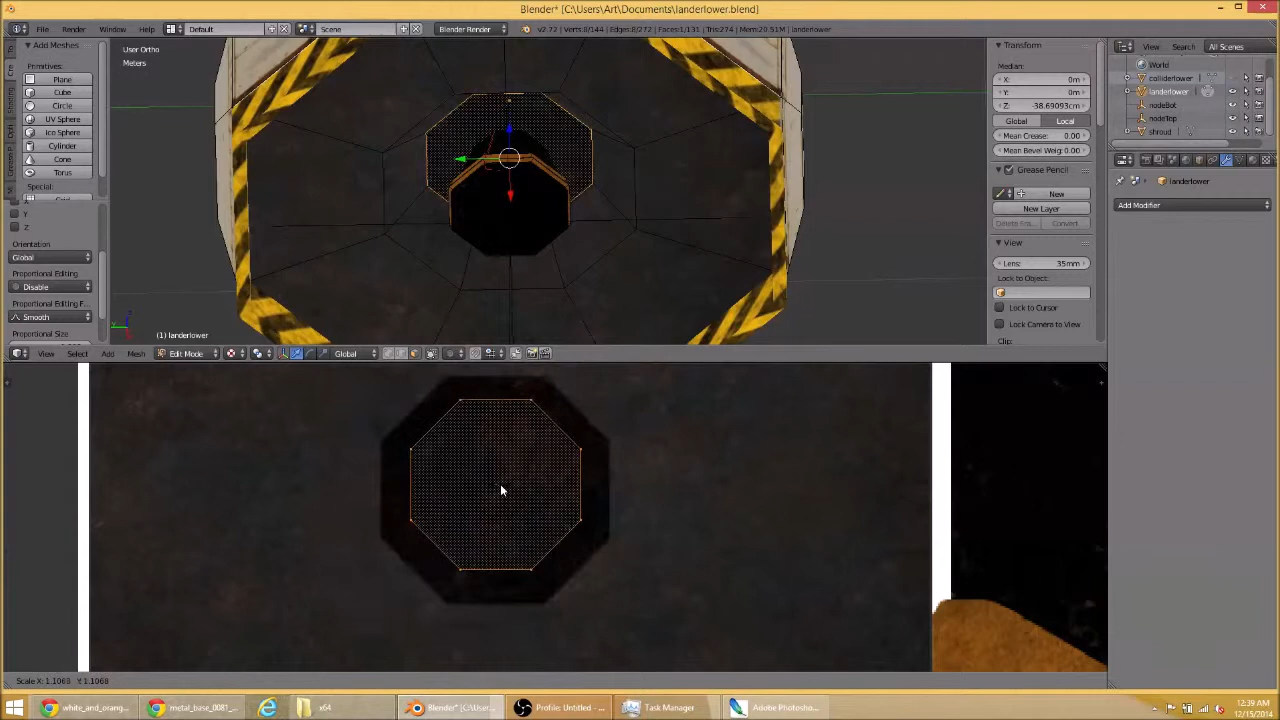 Blender* [C:\Users\Art\Documents\landerlower.blend]
File Render Window Help Default Scene Blender Render v2.72 | Verts:8/144 | Edges:8/272 | Faces:1/131 | Tris:274 | Mem:20.51M | landerlower
View Search All Scenes
Add Meshes
Primitives:
Plane
Cube
Circle
UV Sphere
Ico Sphere
Cylinder
Cone
Torus
Special:
Y
Z
Orientation
Global
Proportional Editing
Disable
Proportional Editing F...
Smooth
Proportional Size
User Ortho
Meters
(1) landerlower
Transform
Median:
X: 0m
Y: 0m
Z: -38.69093cm
Global Local
Mean Crease: 0.00
Mean Bevel Weig: 0.00
Grease Pencil
New
New Layer
Delete Fra... Convert
View
Lens: 35mm
Lock to Object:
Lock to Cursor
Lock Camera to View
Clip:
World
colliderlower
landerlower
nodeBot
nodeTop
shroud
landerlower
Add Modifier
View Select Add Mesh Edit Mode Global
Scale X: 1.1068 Y: 1.1068
white_and_orang... metal_base_0081_... x64 Blender* [C:\Users... Profile: Untitled - ... Task Manager Adobe Photosho...
12:39 AM
12/15/2014